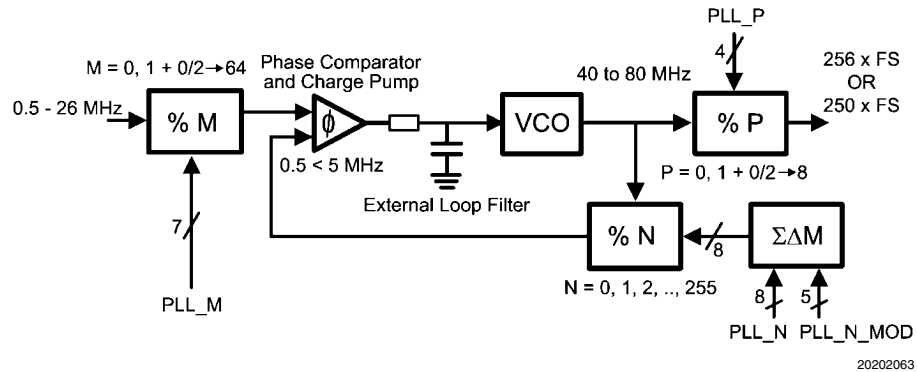 PLL_P
4
M = 0, 1 + 0/2→64
Phase Comparator
and Charge Pump
40 to 80 MHz
256 x FS
OR
250 x FS
0.5 - 26 MHz
% M
ϕ
VCO
% P
0.5 < 5 MHz
P = 0, 1 + 0/2→8
External Loop Filter
7
% N
8
ΣΔM
N = 0, 1, 2, .., 255
8
5
PLL_M
PLL_N
PLL_N_MOD
20202063